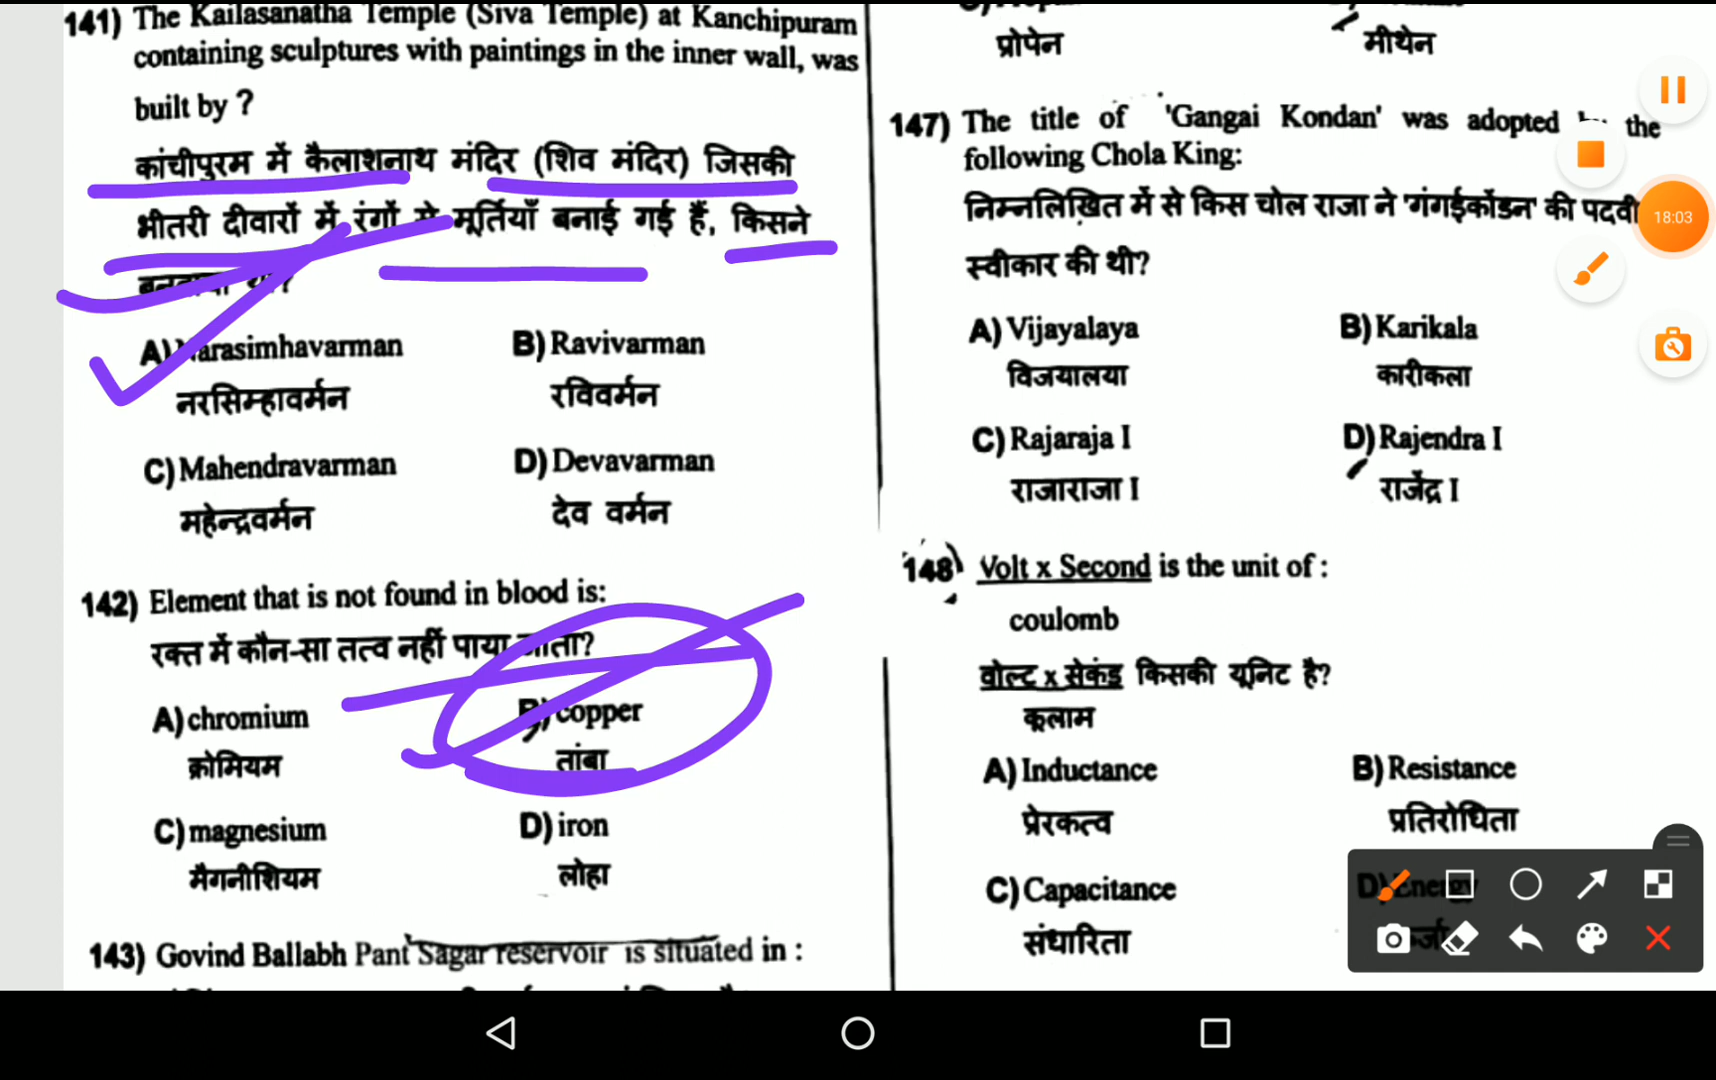 141) The Kailasanatha Temple (Siva Temple) at Kanchipuram
containing sculptures with paintings in the inner wall, was
built by ?
कांचीपुरम में कैलाशनाथ मंदिर (शिव मंदिर) जिसकी
भीतरी दीवारों में रंगों से मूर्तियाँ बनाई गई हैं, किसने
A) Narasimhavarman B) Ravivarman
नरसिम्हावर्मन रविवर्मन
C) Mahendravarman D) Devavarman
महेन्द्रवर्मन देव वर्मन
142) Element that is not found in blood is:
रक्त में कौन-सा तत्व नहीं पाया जाता?
A) chromium B) copper
क्रोमियम तांबा
C) magnesium D) iron
मैगनीशियम लोहा
143) Govind Ballabh Pant Sagar reservoir is situated in :
प्रोपेन मीथेन
147) The title of 'Gangai Kondan' was adopted by the
following Chola King:
निम्नलिखित में से किस चोल राजा ने 'गंगईकोंडन' की पदवी
स्वीकार की थी?
A) Vijayalaya B) Karikala
विजयालया कारीकला
C) Rajaraja I D) Rajendra I
राजाराजा I राजेंद्र I
148) Volt x Second is the unit of :
coulomb
वोल्ट x सेकंड किसकी यूनिट है?
कूलाम
A) Inductance B) Resistance
प्रेरकत्व प्रतिरोधिता
C) Capacitance D) Energy
संधारिता
18:03